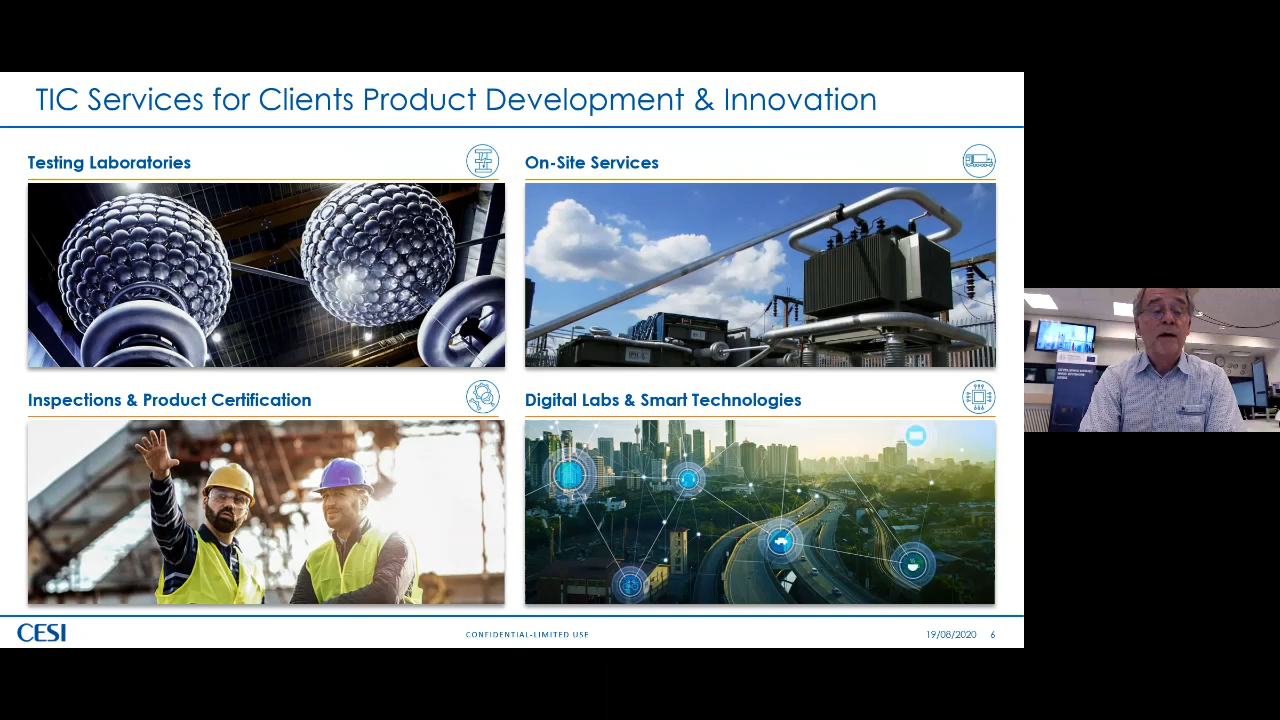 TIC Services for Clients Product Development & Innovation
Testing Laboratories
On-Site Services
Inspections & Product Certification
Digital Labs & Smart Technologies
CESI
CONFIDENTIAL-LIMITED USE
19/08/2020 6